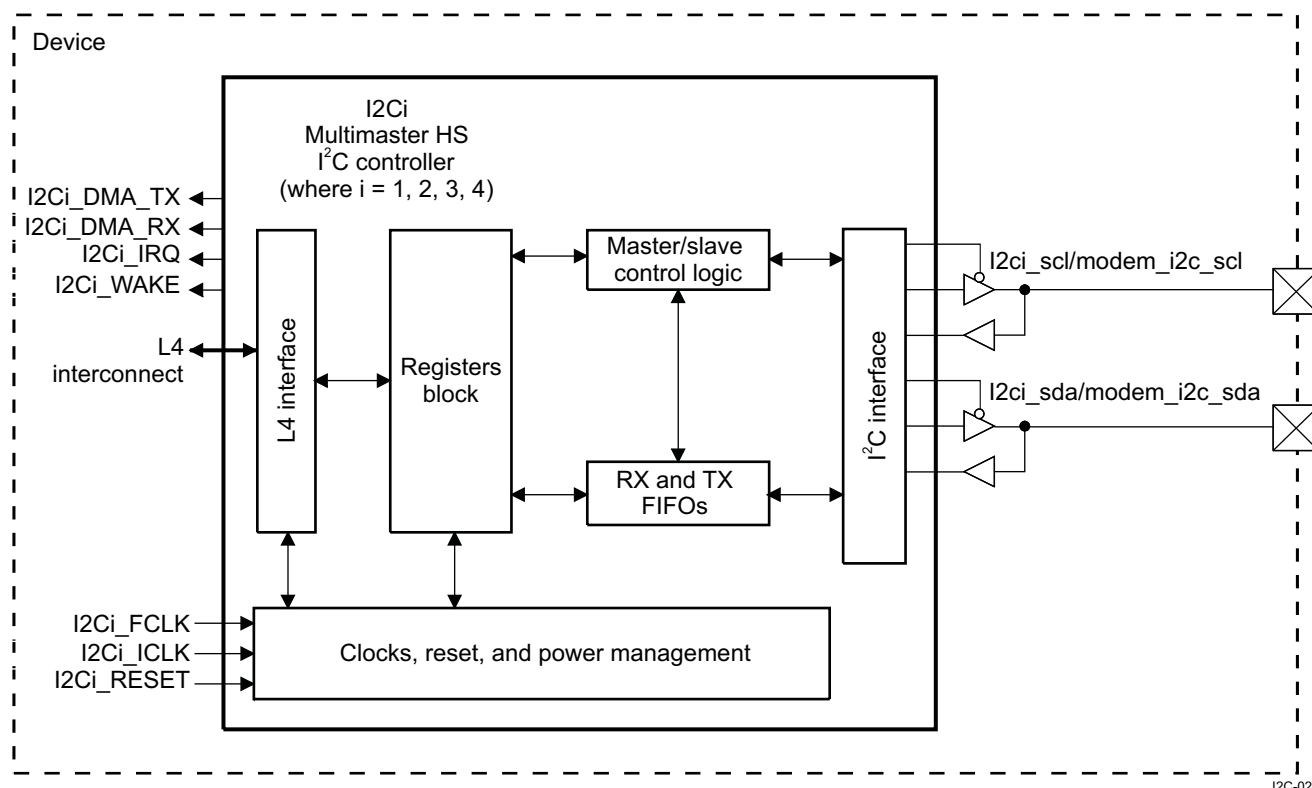 Device
I2Ci
Multimaster HS
I²C controller
(where i = 1, 2, 3, 4)
I2Ci_DMA_TX
I2Ci_DMA_RX
I2Ci_IRQ
I2Ci_WAKE
L4
interconnect
L4 interface
Registers
block
Master/slave
control logic
RX and TX
FIFOs
I²C interface
I2Ci_scl/modem_i2c_scl
I2Ci_sda/modem_i2c_sda
I2Ci_FCLK
I2Ci_ICLK
I2Ci_RESET
Clocks, reset, and power management